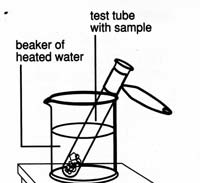 test tube
with sample
beaker of
heated water